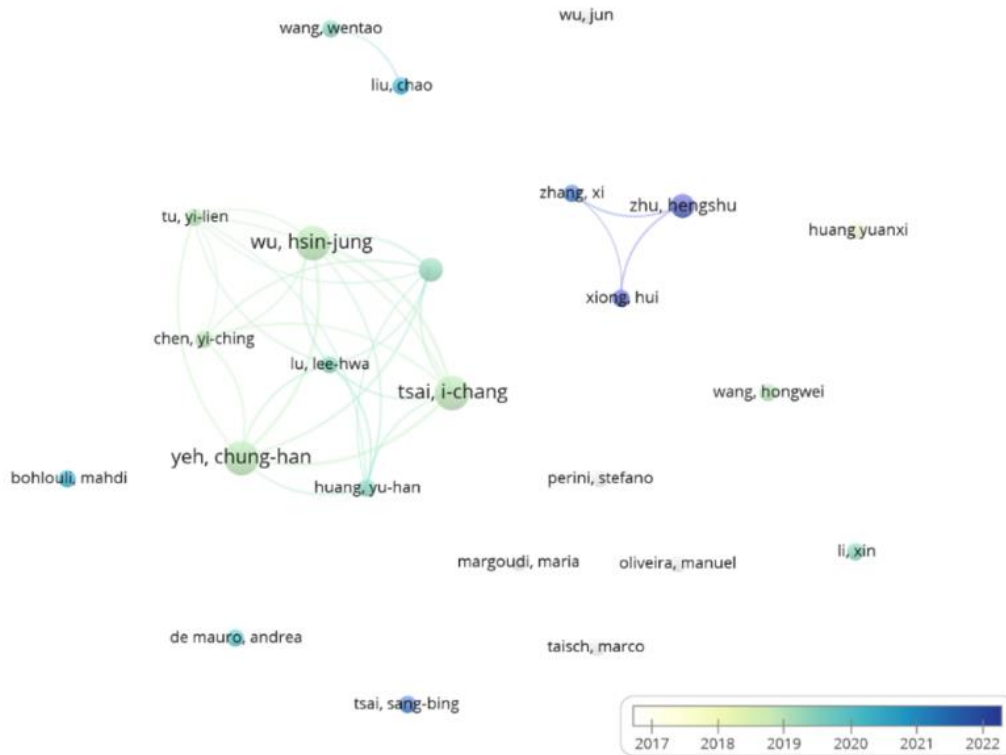 wu, jun
wang, wentao
liu, chao
zhang, xi
zhu, hengshu
tu, yi-lien
huang yuanxi
wu, hsin-jung
xiong, hui
chen, yi-ching
lu, lee-hwa
tsai, i-chang
wang, hongwei
yeh, chung-han
bohlouli, mahdi
perini, stefano
huang, yu-han
li, xin
margoudi, maria
oliveira, manuel
de mauro, andrea
taisch, marco
tsai, sang-bing
2017 2018 2019 2020 2021 2022